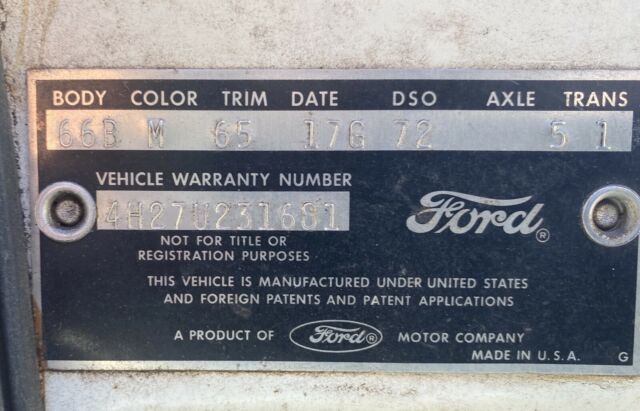 BODY COLOR TRIM DATE DSO AXLE TRANS
66B M 65 17G 72 5 1
VEHICLE WARRANTY NUMBER
4H27U231681
Ford®
NOT FOR TITLE OR
REGISTRATION PURPOSES
THIS VEHICLE IS MANUFACTURED UNDER UNITED STATES
AND FOREIGN PATENTS AND PATENT APPLICATIONS
A PRODUCT OF Ford® MOTOR COMPANY
MADE IN U.S.A. G